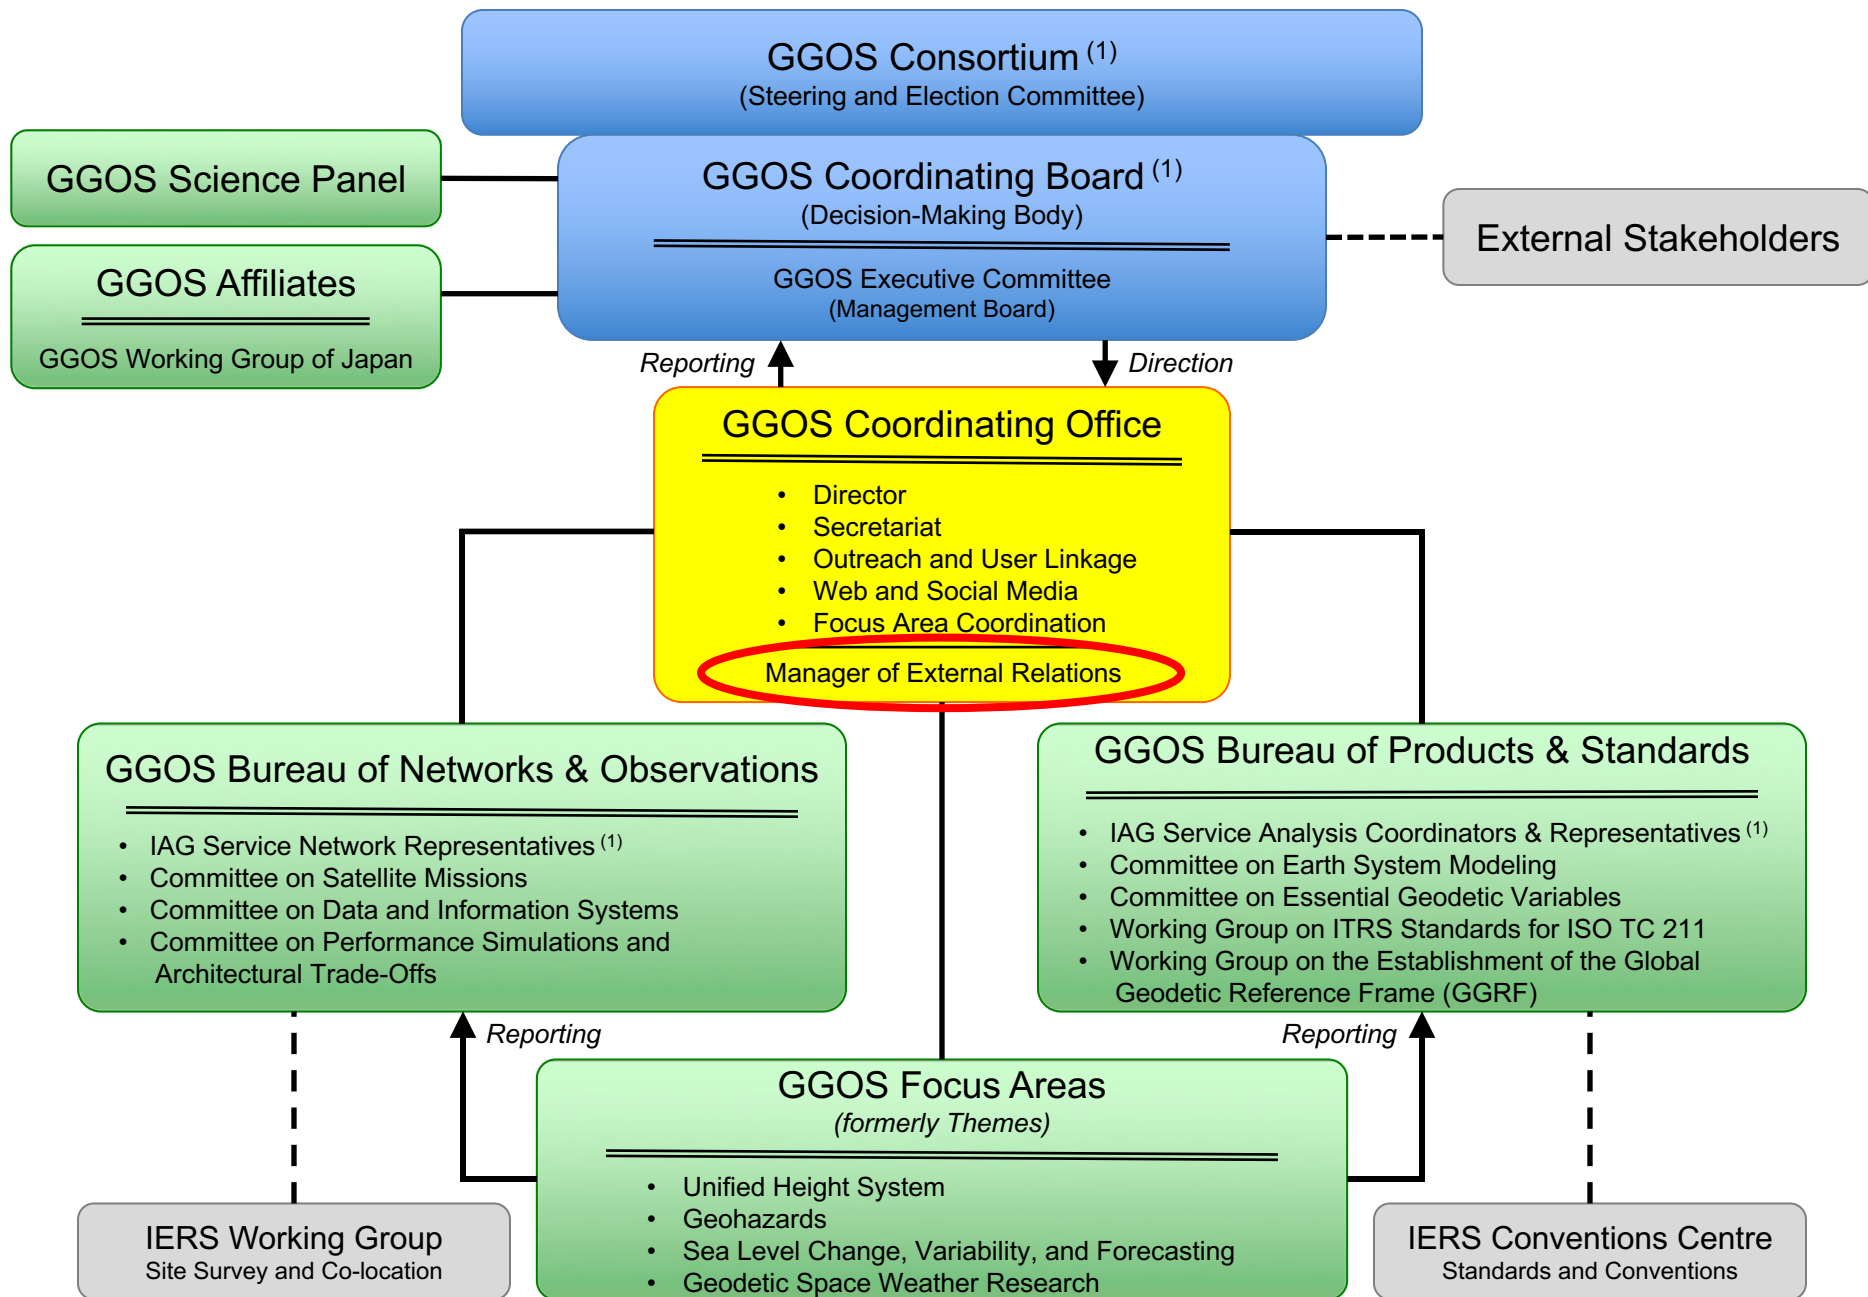 GGOS Consortium (1)
(Steering and Election Committee)
GGOS Science Panel
GGOS Coordinating Board (1)
(Decision-Making Body)
GGOS Executive Committee
(Management Board)
External Stakeholders
GGOS Affiliates
GGOS Working Group of Japan
Reporting
Direction
GGOS Coordinating Office
• Director
• Secretariat
• Outreach and User Linkage
• Web and Social Media
• Focus Area Coordination
Manager of External Relations
GGOS Bureau of Networks & Observations
• IAG Service Network Representatives (1)
• Committee on Satellite Missions
• Committee on Data and Information Systems
• Committee on Performance Simulations and
Architectural Trade-Offs
GGOS Bureau of Products & Standards
• IAG Service Analysis Coordinators & Representatives (1)
• Committee on Earth System Modeling
• Committee on Essential Geodetic Variables
• Working Group on ITRS Standards for ISO TC 211
• Working Group on the Establishment of the Global
Geodetic Reference Frame (GGRF)
Reporting
Reporting
GGOS Focus Areas
(formerly Themes)
• Unified Height System
• Geohazards
• Sea Level Change, Variability, and Forecasting
• Geodetic Space Weather Research
IERS Working Group
Site Survey and Co-location
IERS Conventions Centre
Standards and Conventions